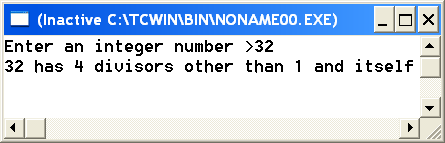 (Inactive C:\TCWIN\BIN\NONAME00.EXE)
Enter an integer number >32
32 has 4 divisors other than 1 and itself